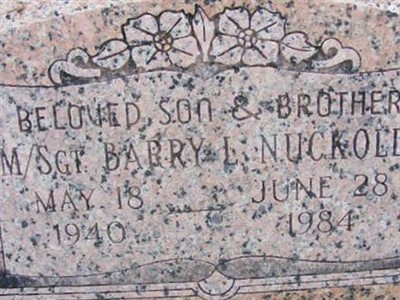 BELOVED SON & BROTHER
M/SGT BARRY L. NUCKOLL
MAY 18 JUNE 28
1940 1984